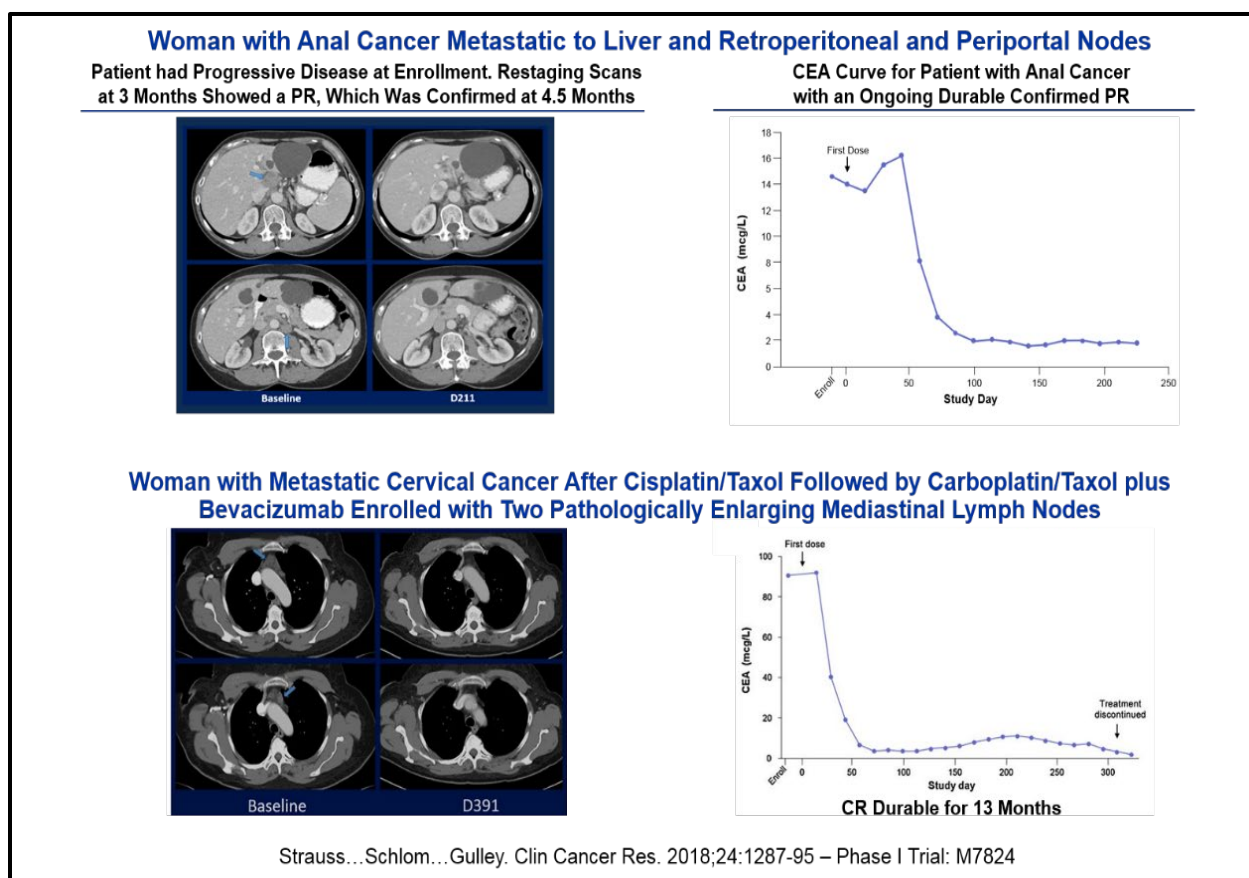 Woman with Anal Cancer Metastatic to Liver and Retroperitoneal and Periportal Nodes
Patient had Progressive Disease at Enrollment. Restaging Scans
at 3 Months Showed a PR, Which Was Confirmed at 4.5 Months
Baseline
D211
CEA Curve for Patient with Anal Cancer
with an Ongoing Durable Confirmed PR
18
16
14
12
14
18
8
5
4
2
0
CEA (mcg/L)
First Dose
Enroll
0
50
100
150
200
250
Study Day
Woman with Metastatic Cervical Cancer After Cisplatin/Taxol Followed by Carboplatin/Taxol plus
Bevacizumab Enrolled with Two Pathologically Enlarging Mediastinal Lymph Nodes
Baseline
D391
First dose
100
80
60
40
20
0
CEA (mcg/L)
Treatment
discontinued
Enroll
0
50
100
150
200
250
300
Study day
CR Durable for 13 Months
Strauss...Schlom...Gulley. Clin Cancer Res. 2018;24:1287-95 – Phase I Trial: M7824